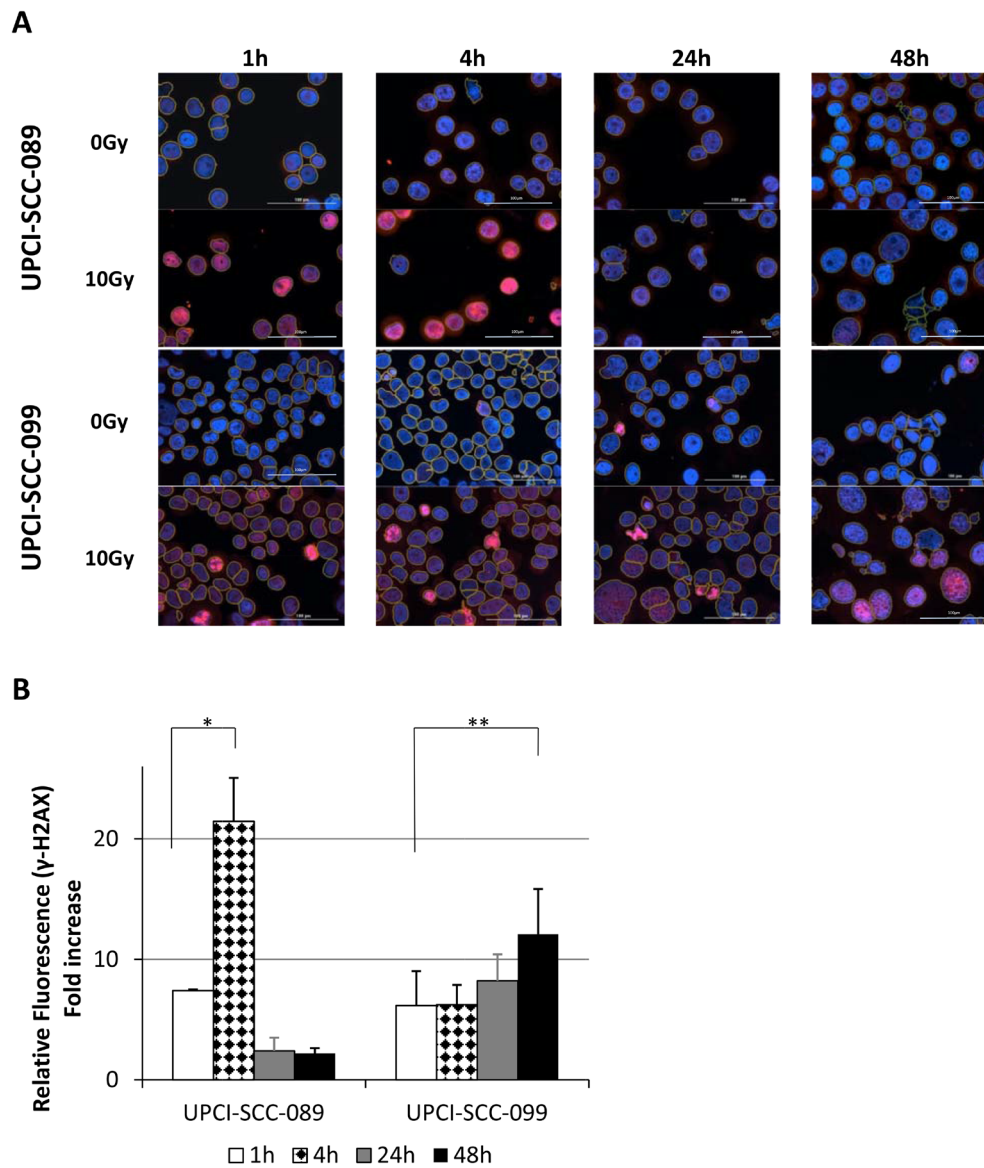 A
1h 4h 24h 48h
UPCI-SCC-089
0Gy
10Gy
UPCI-SCC-099
0Gy
10Gy
B
Relative Fluorescence (γ-H2AX)
Fold increase
* **
20
10
0
UPCI-SCC-089 UPCI-SCC-099
1h 4h 24h 48h